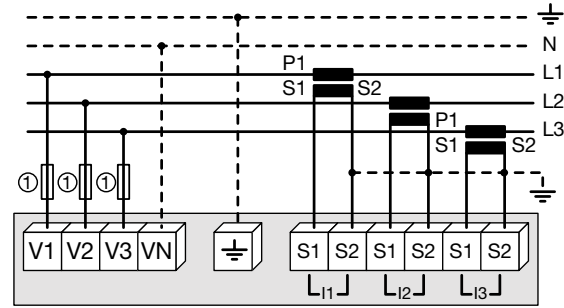 N
P1
L1
S1 S2
L2
P1
L3
S1 S2
① ① ①
V1 V2 V3 VN S1 S2 S1 S2 S1 S2
I1 I2 I3